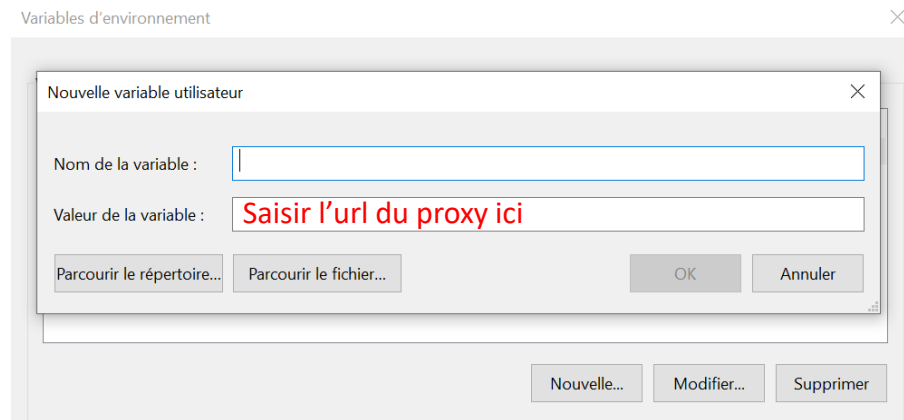 Variables d'environnement
Nouvelle variable utilisateur
Nom de la variable :
Valeur de la variable :
Saisir l’url du proxy ici
Parcourir le répertoire...
Parcourir le fichier...
OK
Annuler
Nouvelle...
Modifier...
Supprimer